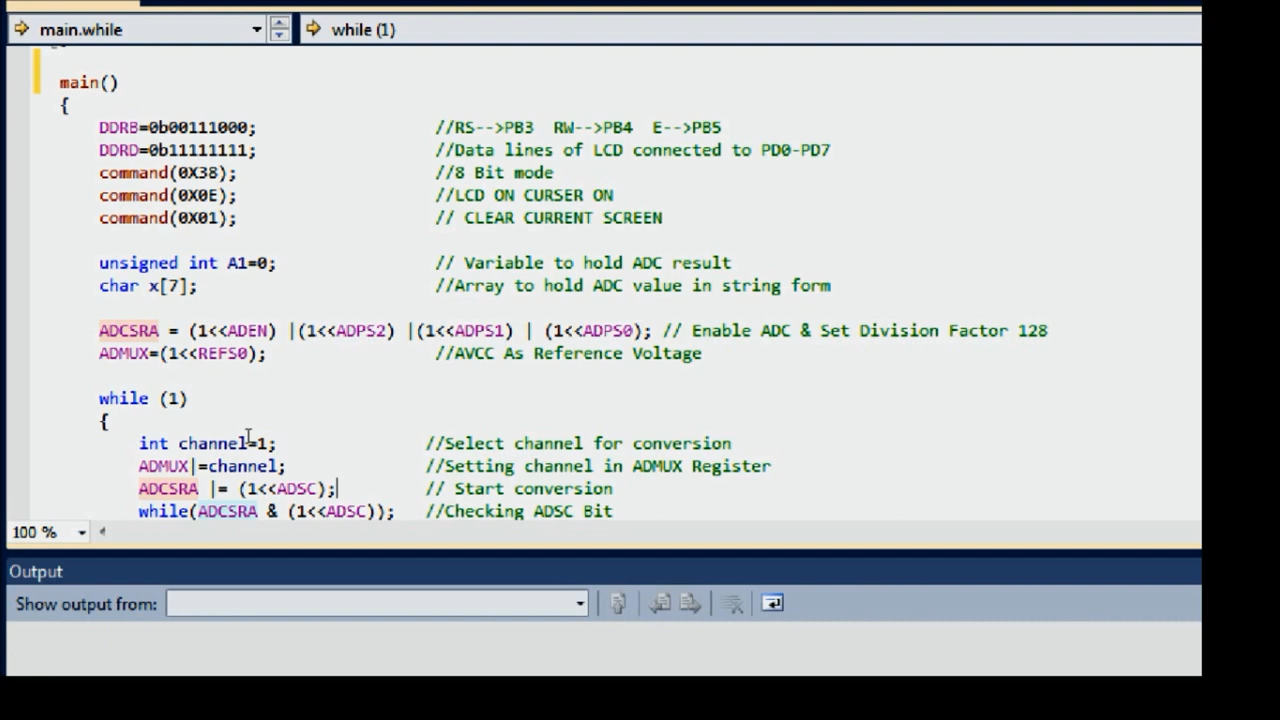 main.while while (1)
main()
{
DDRB=0b00111000; //RS-->PB3 RW-->PB4 E-->PB5
DDRD=0b11111111; //Data lines of LCD connected to PD0-PD7
command(0X38); //8 Bit mode
command(0X0E); //LCD ON CURSER ON
command(0X01); // CLEAR CURRENT SCREEN
unsigned int A1=0; // Variable to hold ADC result
char x[7]; //Array to hold ADC value in string form
ADCSRA = (1<<ADEN) |(1<<ADPS2) |(1<<ADPS1) | (1<<ADPS0); // Enable ADC & Set Division Factor 128
ADMUX=(1<<REFS0); //AVCC As Reference Voltage
while (1)
{
int channel=1; //Select channel for conversion
ADMUX|=channel; //Setting channel in ADMUX Register
ADCSRA |= (1<<ADSC); // Start conversion
while(ADCSRA & (1<<ADSC)); //Checking ADSC Bit
100 %
Output
Show output from: